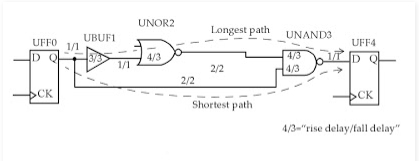 UNOR2
Longest path
UBUF1
UNAND3
UFF0
UFF4
1/1
1/1
D Q
3/3
4/3
4/3
D Q
1/1
4/3
2/2
2/2
CK
CK
Shortest path
4/3="rise delay/fall delay"